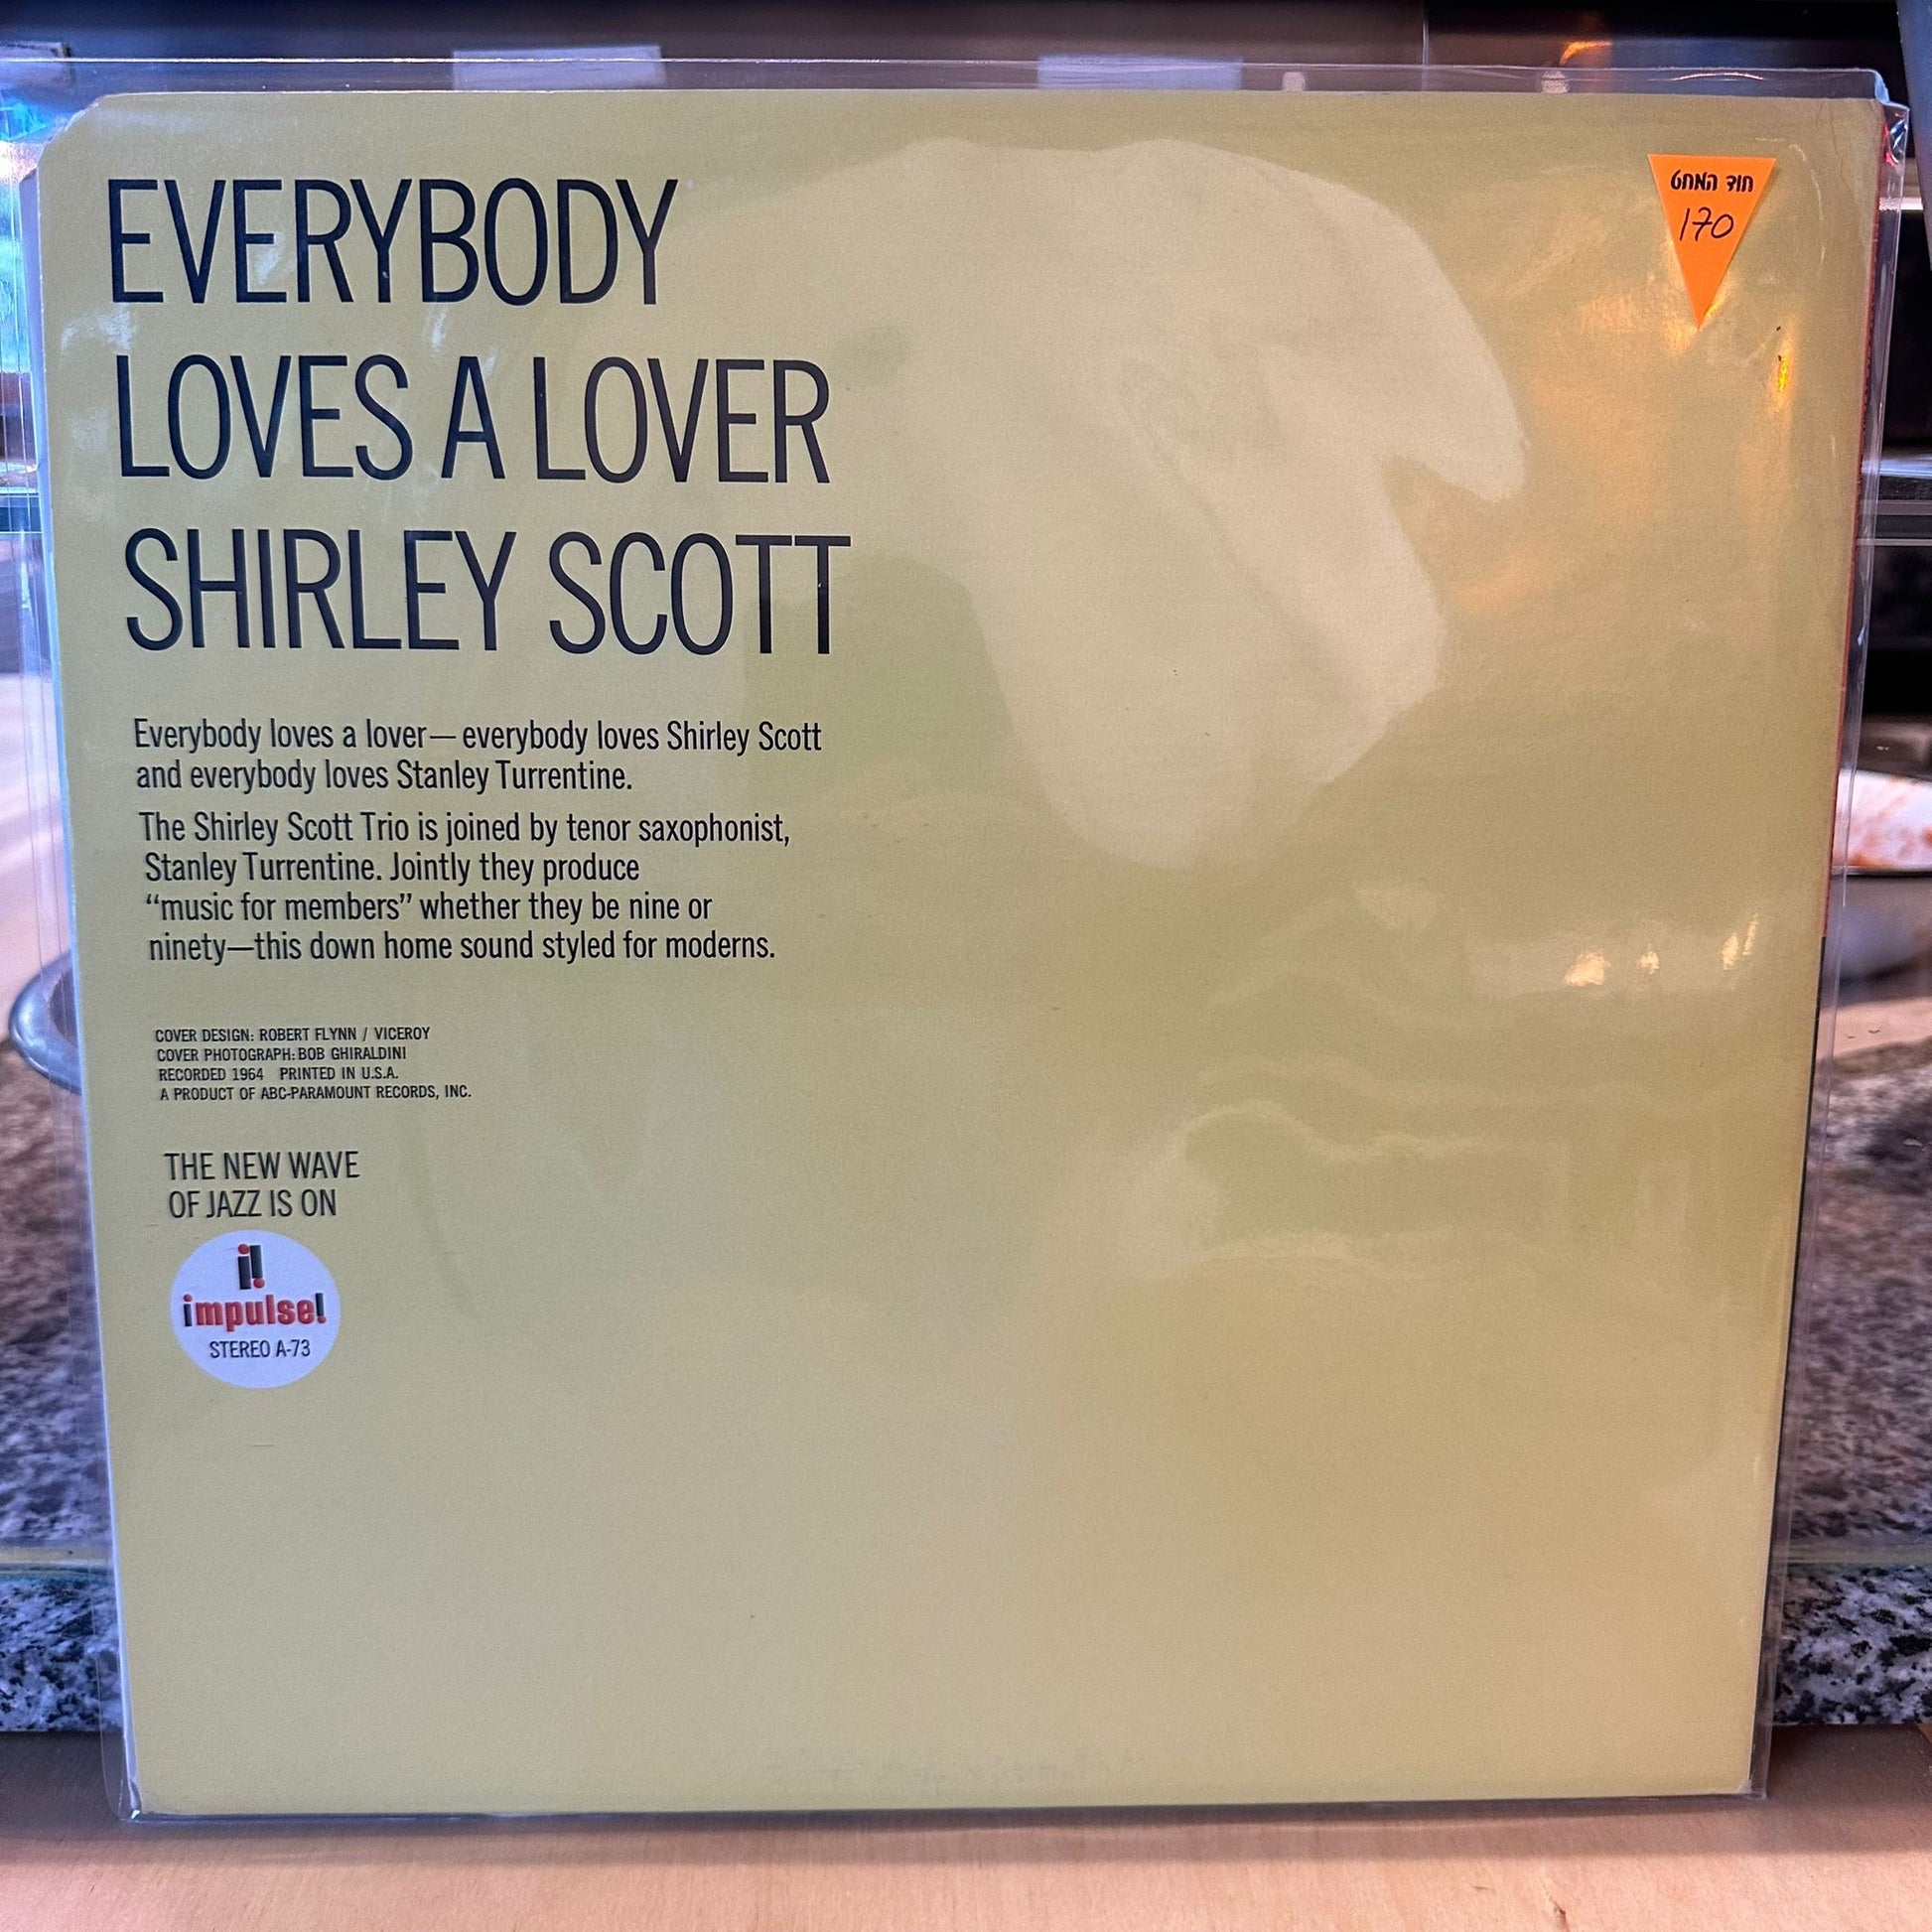 EVERYBODY
LOVES A LOVER
SHIRLEY SCOTT
חוד המחט
170
Everybody loves a lover—everybody loves Shirley Scott
and everybody loves Stanley Turrentine.
The Shirley Scott Trio is joined by tenor saxophonist,
Stanley Turrentine. Jointly they produce
“music for members” whether they be nine or
ninety—this down home sound styled for moderns.
COVER DESIGN: ROBERT FLYNN / VICEROY
COVER PHOTOGRAPH: BOB GHIRALDINI
RECORDED 1964 PRINTED IN U.S.A.
A PRODUCT OF ABC-PARAMOUNT RECORDS, INC.
THE NEW WAVE
OF JAZZ IS ON
i!
impulse!
STEREO A-73